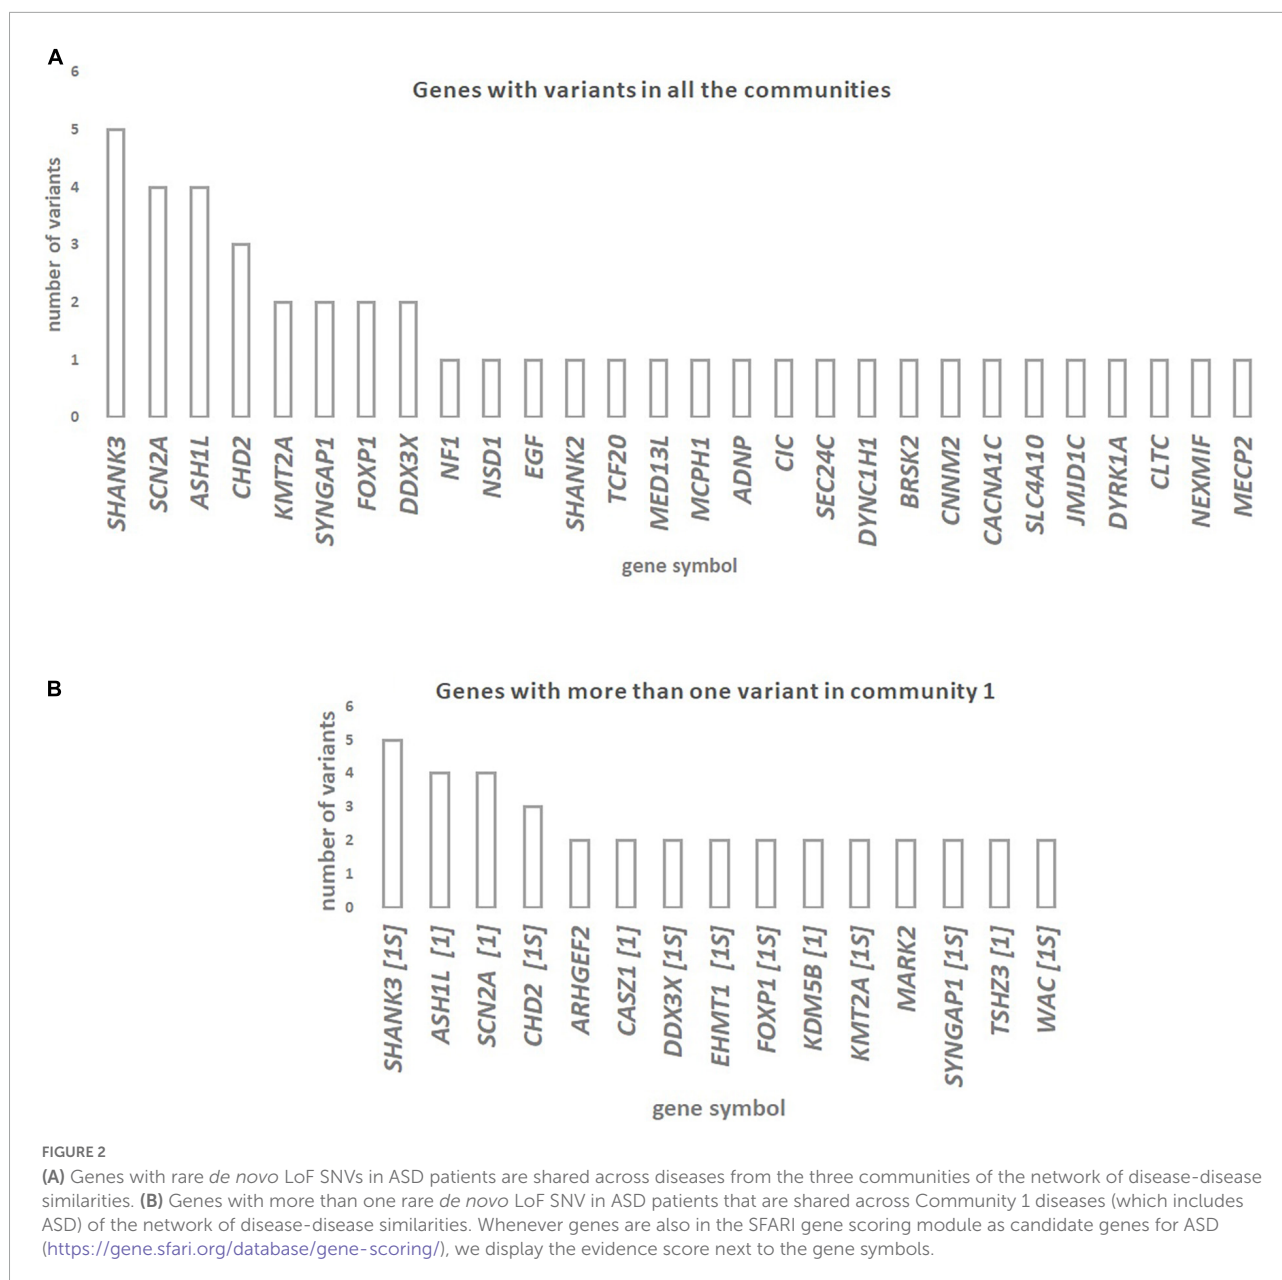 A
Genes with variants in all the communities
number of variants
6
5
4
3
2
1
0
SHANK3
SCN2A
ASH1L
CHD2
KMT2A
SYNGAP1
FOXP1
DDX3X
NF1
NSD1
EGF
SHANK2
TCF20
MED13L
MCPH1
ADNP
CIC
SEC24C
DYNC1H1
BRSK2
CNNM2
CACNA1C
SLC4A10
JMJD1C
DYRK1A
CLTC
NEXMIF
MECP2
gene symbol
B
Genes with more than one variant in community 1
number of variants
6
5
4
3
2
1
0
SHANK3 [1S]
ASH1L [1]
SCN2A [1]
CHD2 [1S]
ARHGEF2
CASZ1 [1]
DDX3X [1S]
EHMT1 [1S]
FOXP1 [1S]
KDM5B [1]
KMT2A [1S]
MARK2
SYNGAP1 [1S]
TSHZ3 [1]
WAC [1S]
gene symbol
FIGURE 2
(A) Genes with rare de novo LoF SNVs in ASD patients are shared across diseases from the three communities of the network of disease-disease
similarities. (B) Genes with more than one rare de novo LoF SNV in ASD patients that are shared across Community 1 diseases (which includes
ASD) of the network of disease-disease similarities. Whenever genes are also in the SFARI gene scoring module as candidate genes for ASD
(https://gene.sfari.org/database/gene-scoring/), we display the evidence score next to the gene symbols.